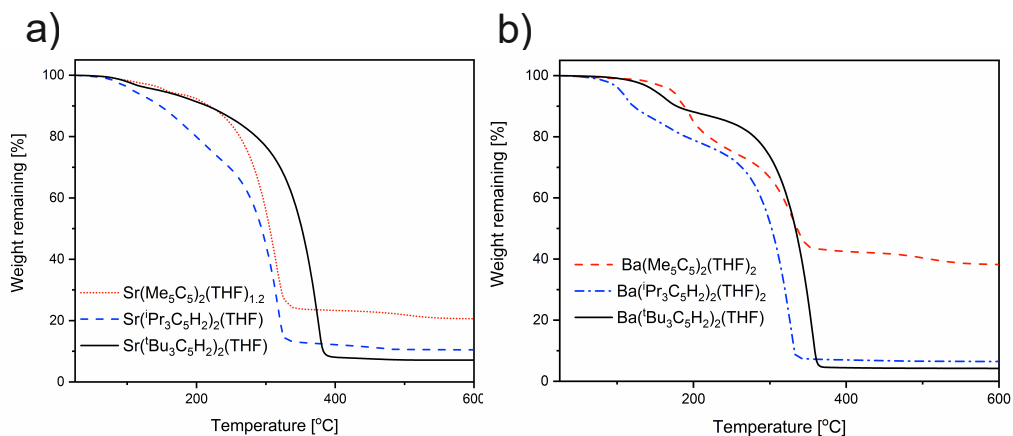 a)
Weight remaining [%]
100
80
60
40
20
0
Sr(Me₅C₅)₂(THF)₁.₂
Sr(ⁱPr₃C₅H₂)₂(THF)
Sr(ᵗBu₃C₅H₂)₂(THF)
200
400
600
Temperature [°C]
b)
Weight remaining [%]
100
80
60
40
20
0
Ba(Me₅C₅)₂(THF)₂
Ba(ⁱPr₃C₅H₂)₂(THF)₂
Ba(ᵗBu₃C₅H₂)₂(THF)
200
400
600
Temperature [°C]